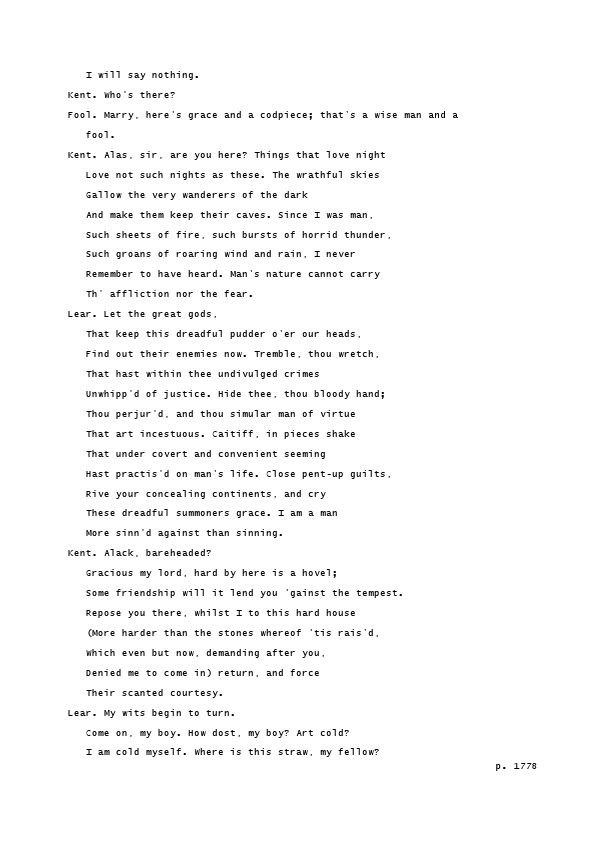 I will say nothing.
Kent. Who's there?
Fool. Marry, here's grace and a codpiece; that's a wise man and a
fool.
Kent. Alas, sir, are you here? Things that love night
Love not such nights as these. The wrathful skies
Gallow the very wanderers of the dark
And make them keep their caves. Since I was man,
Such sheets of fire, such bursts of horrid thunder,
Such groans of roaring wind and rain, I never
Remember to have heard. Man's nature cannot carry
Th' affliction nor the fear.
Lear. Let the great gods,
That keep this dreadful pudder o'er our heads,
Find out their enemies now. Tremble, thou wretch,
That hast within thee undivulged crimes
Unwhipp'd of justice. Hide thee, thou bloody hand;
Thou perjur'd, and thou simular man of virtue
That art incestuous. Caitiff, in pieces shake
That under covert and convenient seeming
Hast practis'd on man's life. Close pent-up guilts,
Rive your concealing continents, and cry
These dreadful summoners grace. I am a man
More sinn'd against than sinning.
Kent. Alack, bareheaded?
Gracious my lord, hard by here is a hovel;
Some friendship will it lend you 'gainst the tempest.
Repose you there, whilst I to this hard house
(More harder than the stones whereof 'tis rais'd,
Which even but now, demanding after you,
Denied me to come in) return, and force
Their scanted courtesy.
Lear. My wits begin to turn.
Come on, my boy. How dost, my boy? Art cold?
I am cold myself. Where is this straw, my fellow?
p. 1778